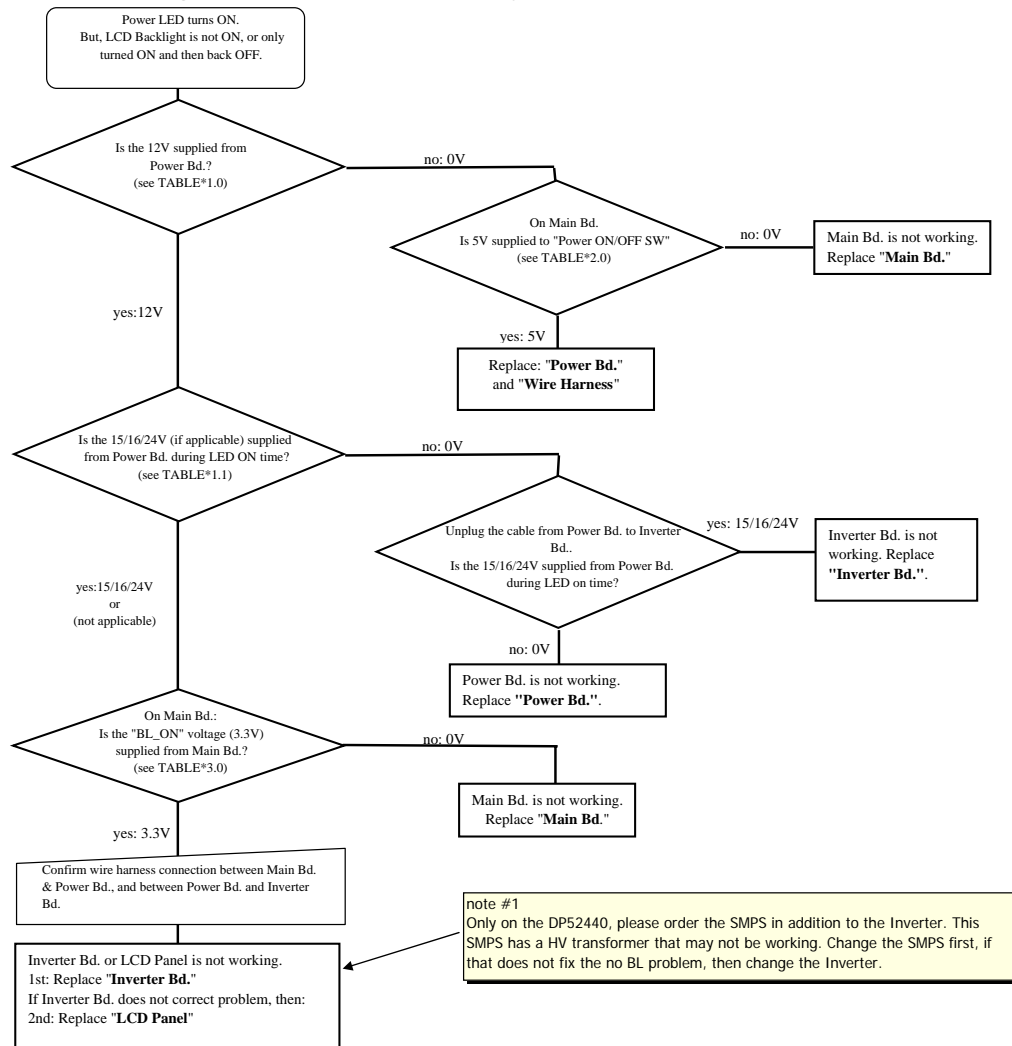 Power LED turns ON.
But, LCD Backlight is not ON, or only
turned ON and then back OFF.
Is the 12V supplied from
Power Bd.?
(see TABLE*1.0)
no: 0V
On Main Bd.
Is 5V supplied to "Power ON/OFF SW"
(see TABLE*2.0)
no: 0V
Main Bd. is not working.
Replace "Main Bd."
yes:12V
yes: 5V
Replace: "Power Bd."
and "Wire Harness"
Is the 15/16/24V (if applicable) supplied
from Power Bd. during LED ON time?
(see TABLE*1.1)
no: 0V
Unplug the cable from Power Bd. to Inverter
Bd..
Is the 15/16/24V supplied from Power Bd.
during LED on time?
yes: 15/16/24V
Inverter Bd. is not
working. Replace
"Inverter Bd.".
yes:15/16/24V
or
(not applicable)
no: 0V
Power Bd. is not working.
Replace "Power Bd.".
On Main Bd.:
Is the "BL_ON" voltage (3.3V)
supplied from Main Bd.?
(see TABLE*3.0)
no: 0V
Main Bd. is not working.
Replace "Main Bd."
yes: 3.3V
Confirm wire harness connection between Main Bd.
& Power Bd., and between Power Bd. and Inverter
Bd.
note #1
Only on the DP52440, please order the SMPS in addition to the Inverter. This
SMPS has a HV transformer that may not be working. Change the SMPS first, if
that does not fix the no BL problem, then change the Inverter.
Inverter Bd. or LCD Panel is not working.
1st: Replace "Inverter Bd."
If Inverter Bd. does not correct problem, then:
2nd: Replace "LCD Panel"